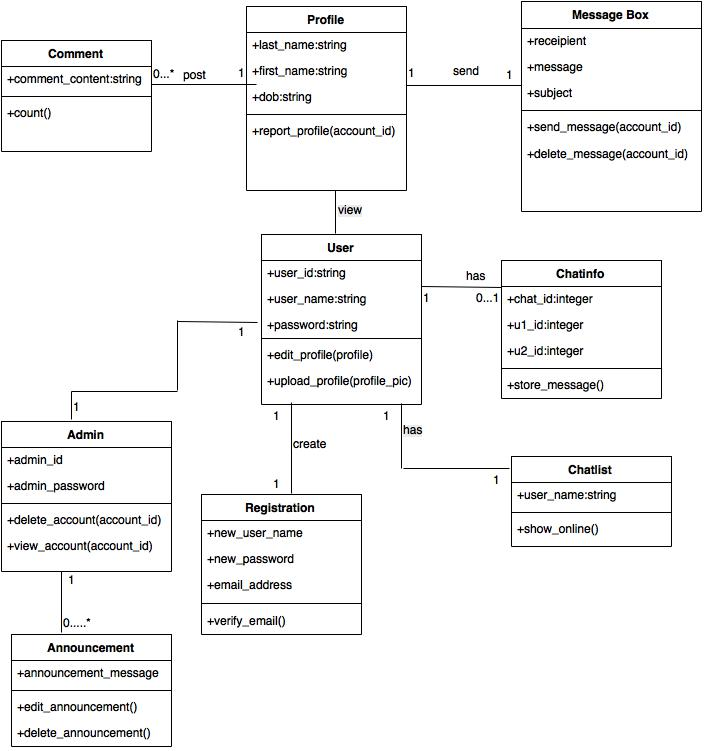 Profile
+last_name:string
+first_name:string
+dob:string
+report_profile(account_id)
Message Box
+receipient
+message
+subject
+send_message(account_id)
+delete_message(account_id)
Comment
+comment_content:string
+count()
0...* post 1
1 send 1
view
User
+user_id:string
+user_name:string
+password:string
+edit_profile(profile)
+upload_profile(profile_pic)
has
1 0...1
Chatinfo
+chat_id:integer
+u1_id:integer
+u2_id:integer
+store_message()
1
1
Admin
+admin_id
+admin_password
+delete_account(account_id)
+view_account(account_id)
1
create
1
1
has
1
Chatlist
+user_name:string
+show_online()
Registration
+new_user_name
+new_password
+email_address
+verify_email()
1
0.....*
Announcement
+announcement_message
+edit_announcement()
+delete_announcement()